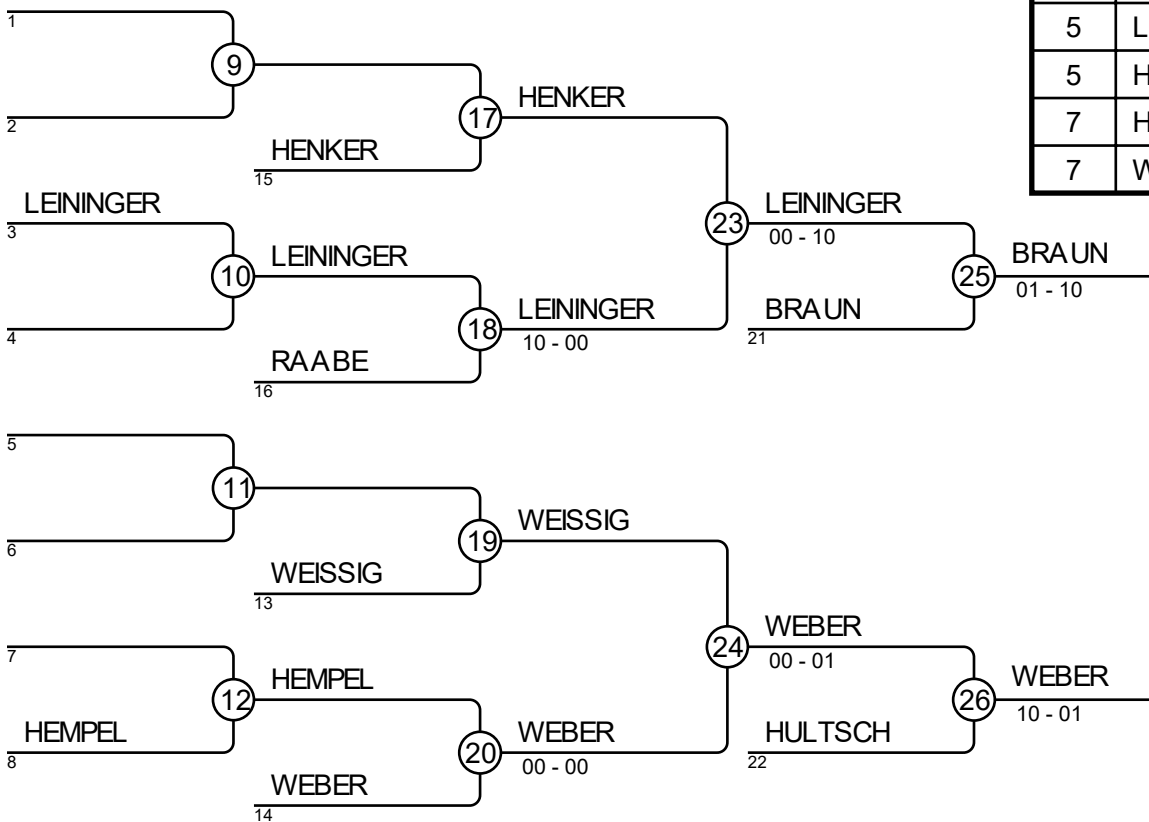 1
9
2
17 HENKER
HENKER
15
LEININGER
3
10 LEININGER
4
18 LEININGER
10 - 00
RAABE
16
23 LEININGER
00 - 10
BRAUN
21
25 BRAUN
01 - 10
5
11
6
19 WEISSIG
WEISSIG
13
7
12 HEMPEL
HEMPEL
8
20 WEBER
00 - 00
WEBER
14
24 WEBER
00 - 01
HULTSCH
22
26 WEBER
10 - 01
5 L
5 H
7 H
7 W